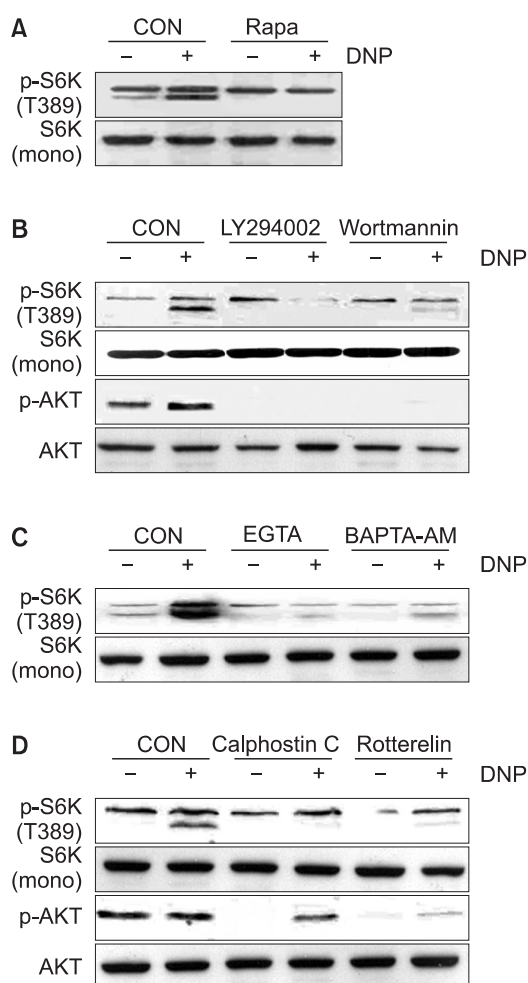 A
CON Rapa
– + – + DNP
p-S6K
(T389)
S6K
(mono)
B
CON LY294002 Wortmannin
– + – + – + DNP
p-S6K
(T389)
S6K
(mono)
p-AKT
AKT
C
CON EGTA BAPTA-AM
– + – + – + DNP
p-S6K
(T389)
S6K
(mono)
D
CON Calphostin C Rotterelin
– + – + – + DNP
p-S6K
(T389)
S6K
(mono)
p-AKT
AKT